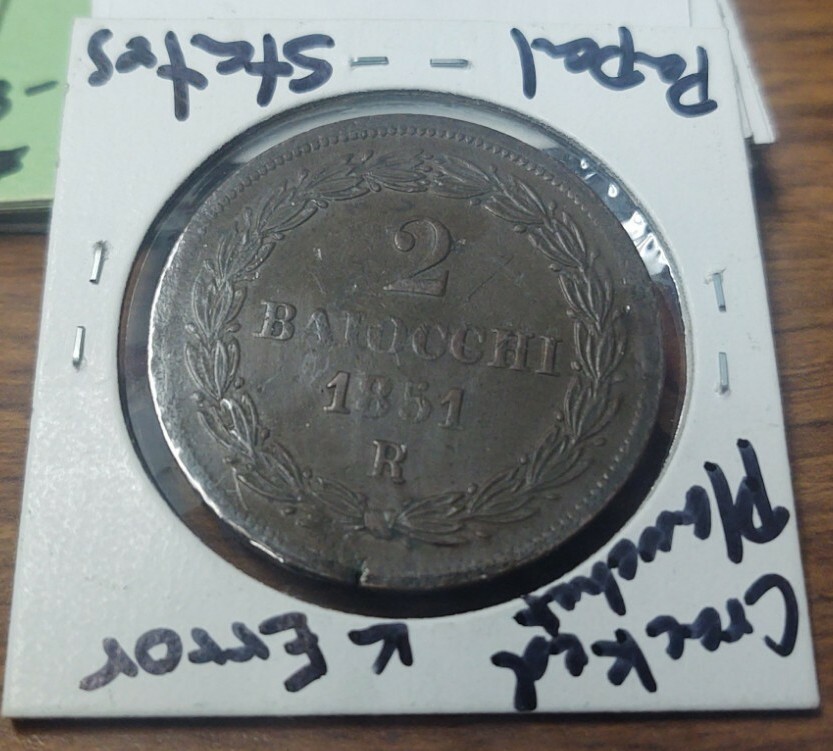 Papal States
2
BAIOCCHI
1851
R
Cracked
Planchet
Error